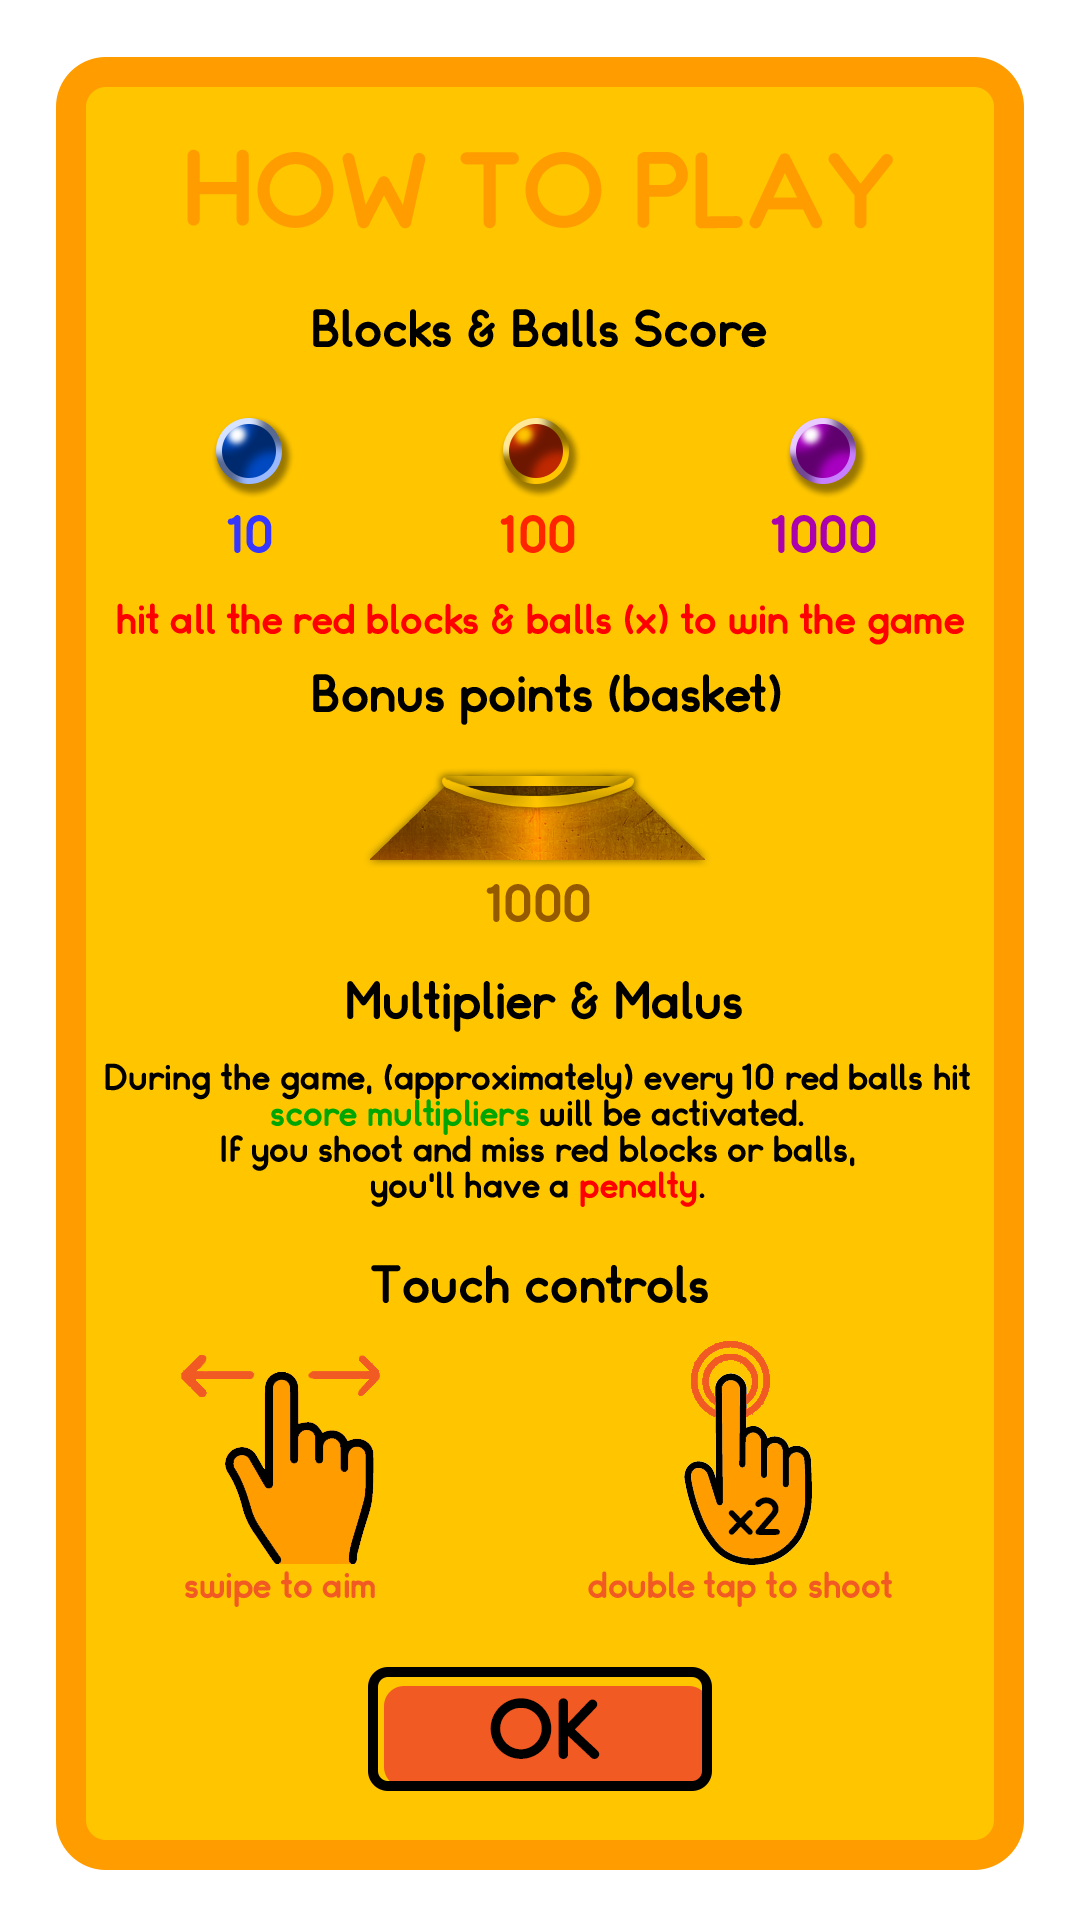 HOW TO PLAY
Blocks & Balls Score
10 100 1000
hit all the red blocks & balls (x) to win the game
Bonus points (basket)
1000
Multiplier & Malus
During the game, (approximately) every 10 red balls hit
score multipliers will be activated.
If you shoot and miss red blocks or balls,
you'll have a penalty.
Touch controls
x2
swipe to aim double tap to shoot
OK